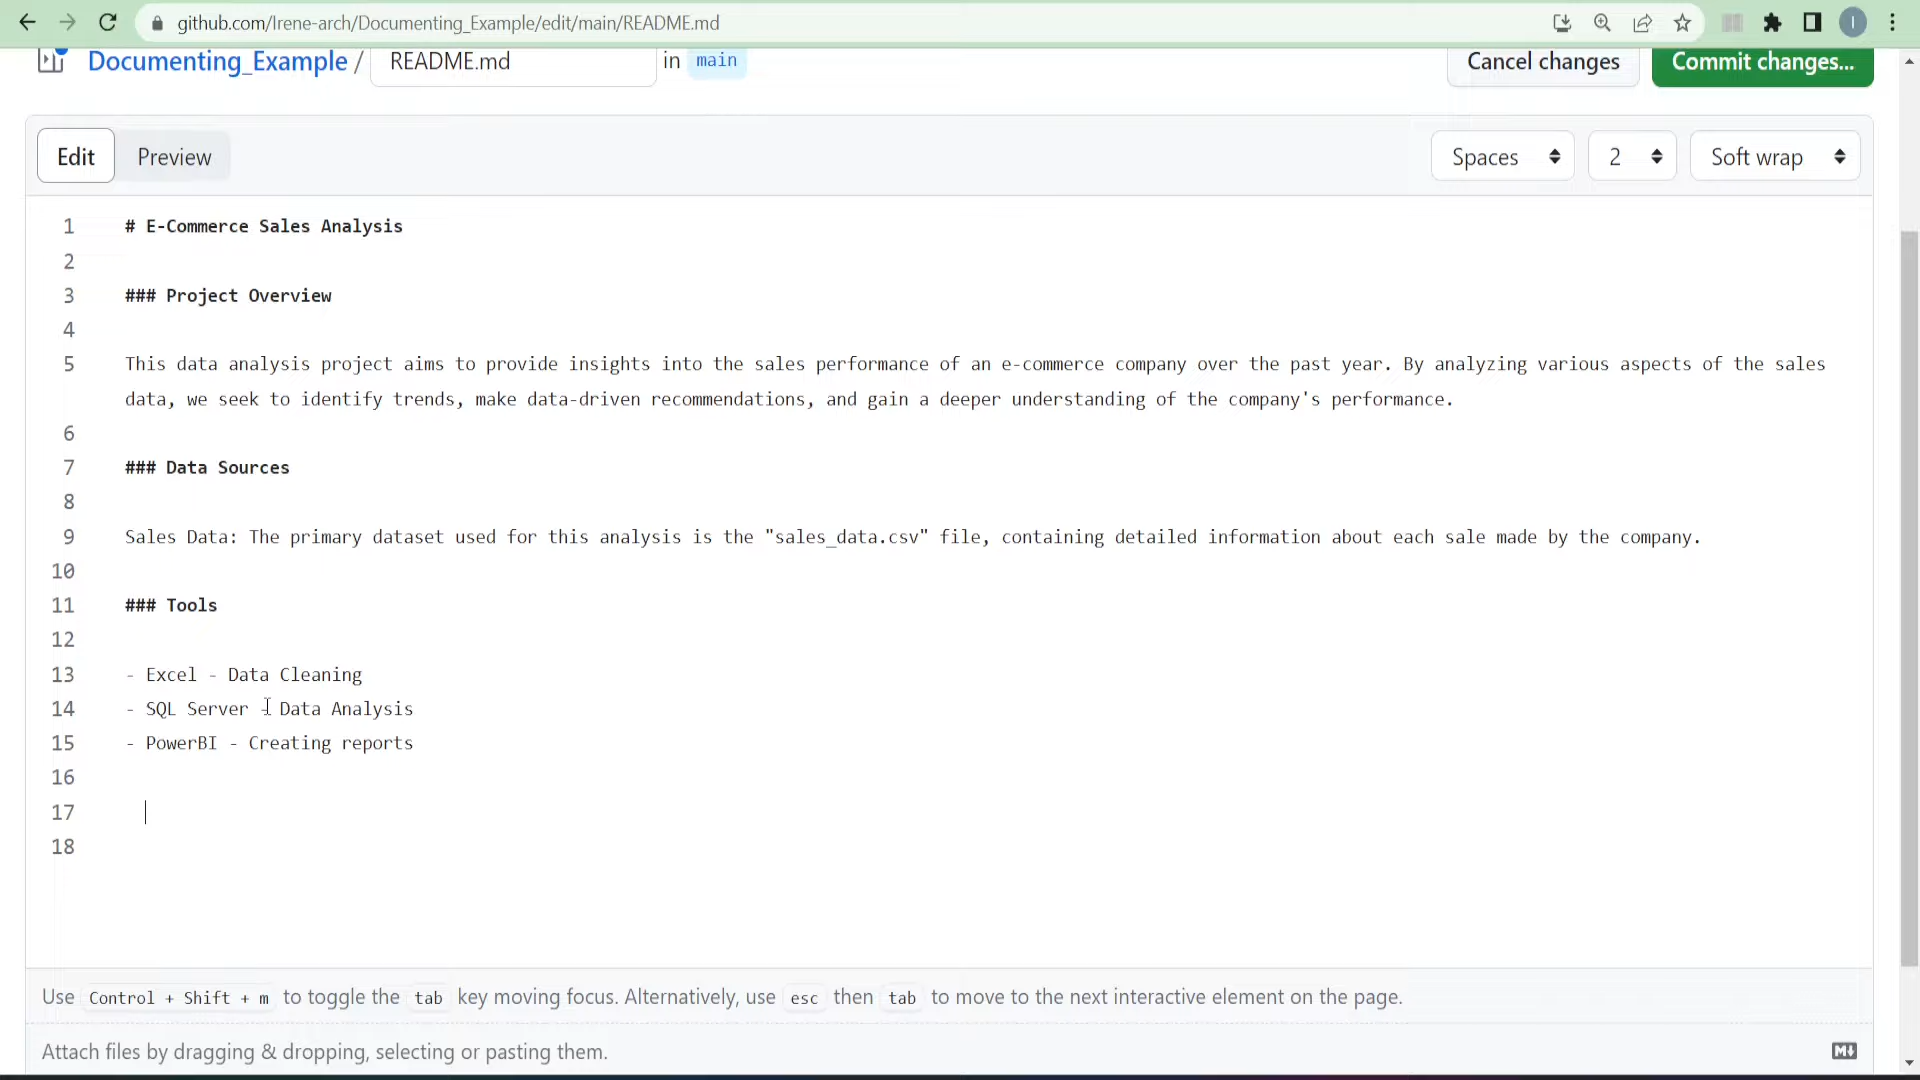 github.com/Irene-arch/Documenting_Example/edit/main/README.md
I
Documenting_Example / README.md in main
Cancel changes
Commit changes...
Edit
Preview
Spaces
2
Soft wrap
1 # E-Commerce Sales Analysis
2
3 ### Project Overview
4
5 This data analysis project aims to provide insights into the sales performance of an e-commerce company over the past year. By analyzing various aspects of the sales
data, we seek to identify trends, make data-driven recommendations, and gain a deeper understanding of the company's performance.
6
7 ### Data Sources
8
9 Sales Data: The primary dataset used for this analysis is the "sales_data.csv" file, containing detailed information about each sale made by the company.
10
11 ### Tools
12
13 - Excel - Data Cleaning
14 - SQL Server - Data Analysis
15 - PowerBI - Creating reports
16
17
18
Use Control + Shift + m to toggle the tab key moving focus. Alternatively, use esc then tab to move to the next interactive element on the page.
Attach files by dragging & dropping, selecting or pasting them.
M